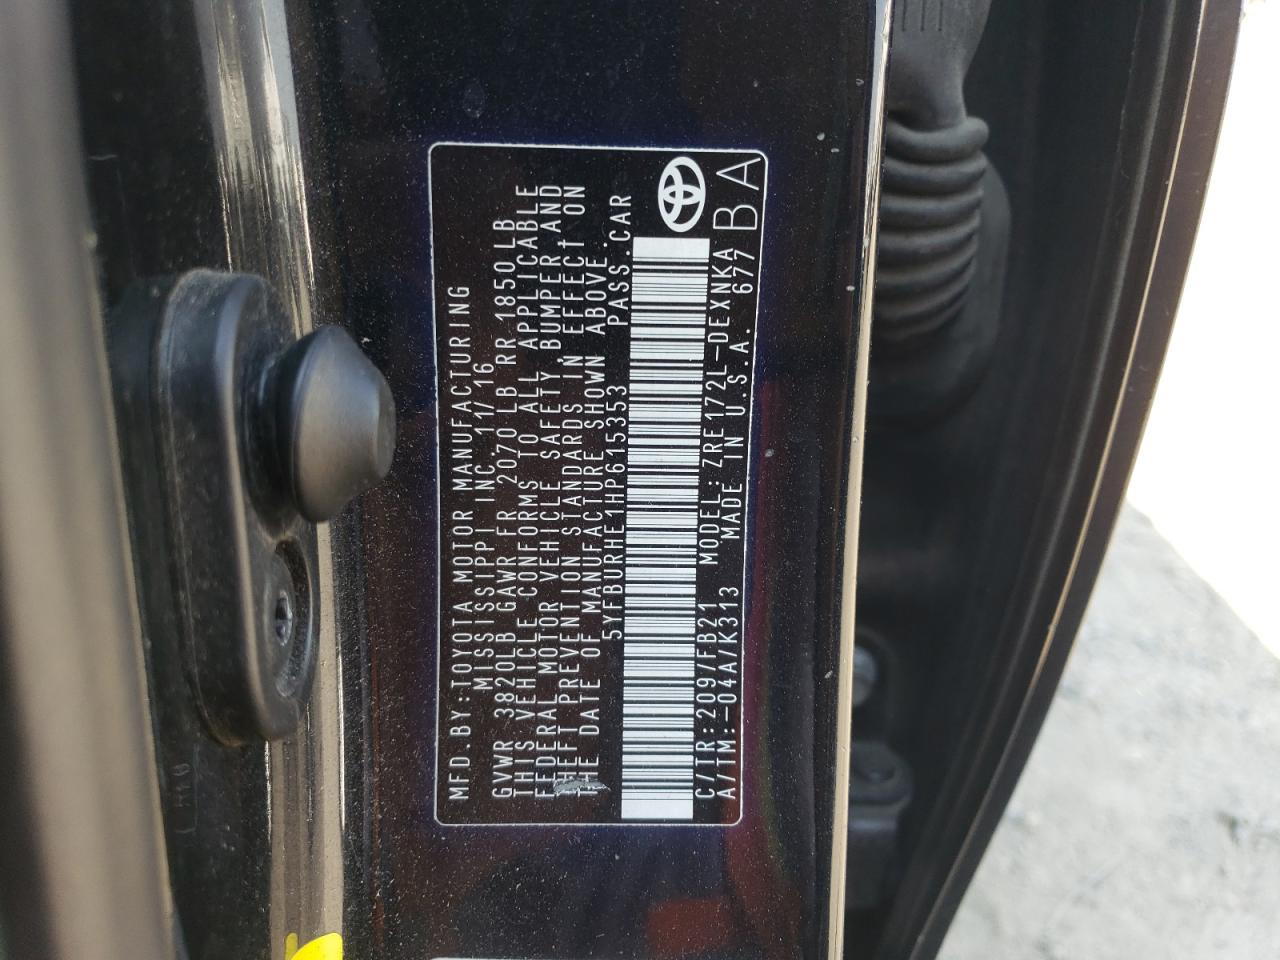 MFD.BY:TOYOTA MOTOR MANUFACTURING
MISSISSIPPI INC. 11/16
GVWR 3820LB GAWR FR 2070 LB RR 1850LB
THIS VEHICLE CONFORMS TO ALL APPLICABLE
FEDERAL MOTOR VEHICLE SAFETY, BUMPER AND
THEFT PREVENTION STANDARDS IN EFFECT ON
THE DATE OF MANUFACTURE SHOWN ABOVE.
5YFBURHE1HP615353 PASS.CAR
C/TR:209/FB21 MODEL:ZRE172L-DEXNKA
A/TM:-04A/K313 MADE IN U.S.A. 677 BA